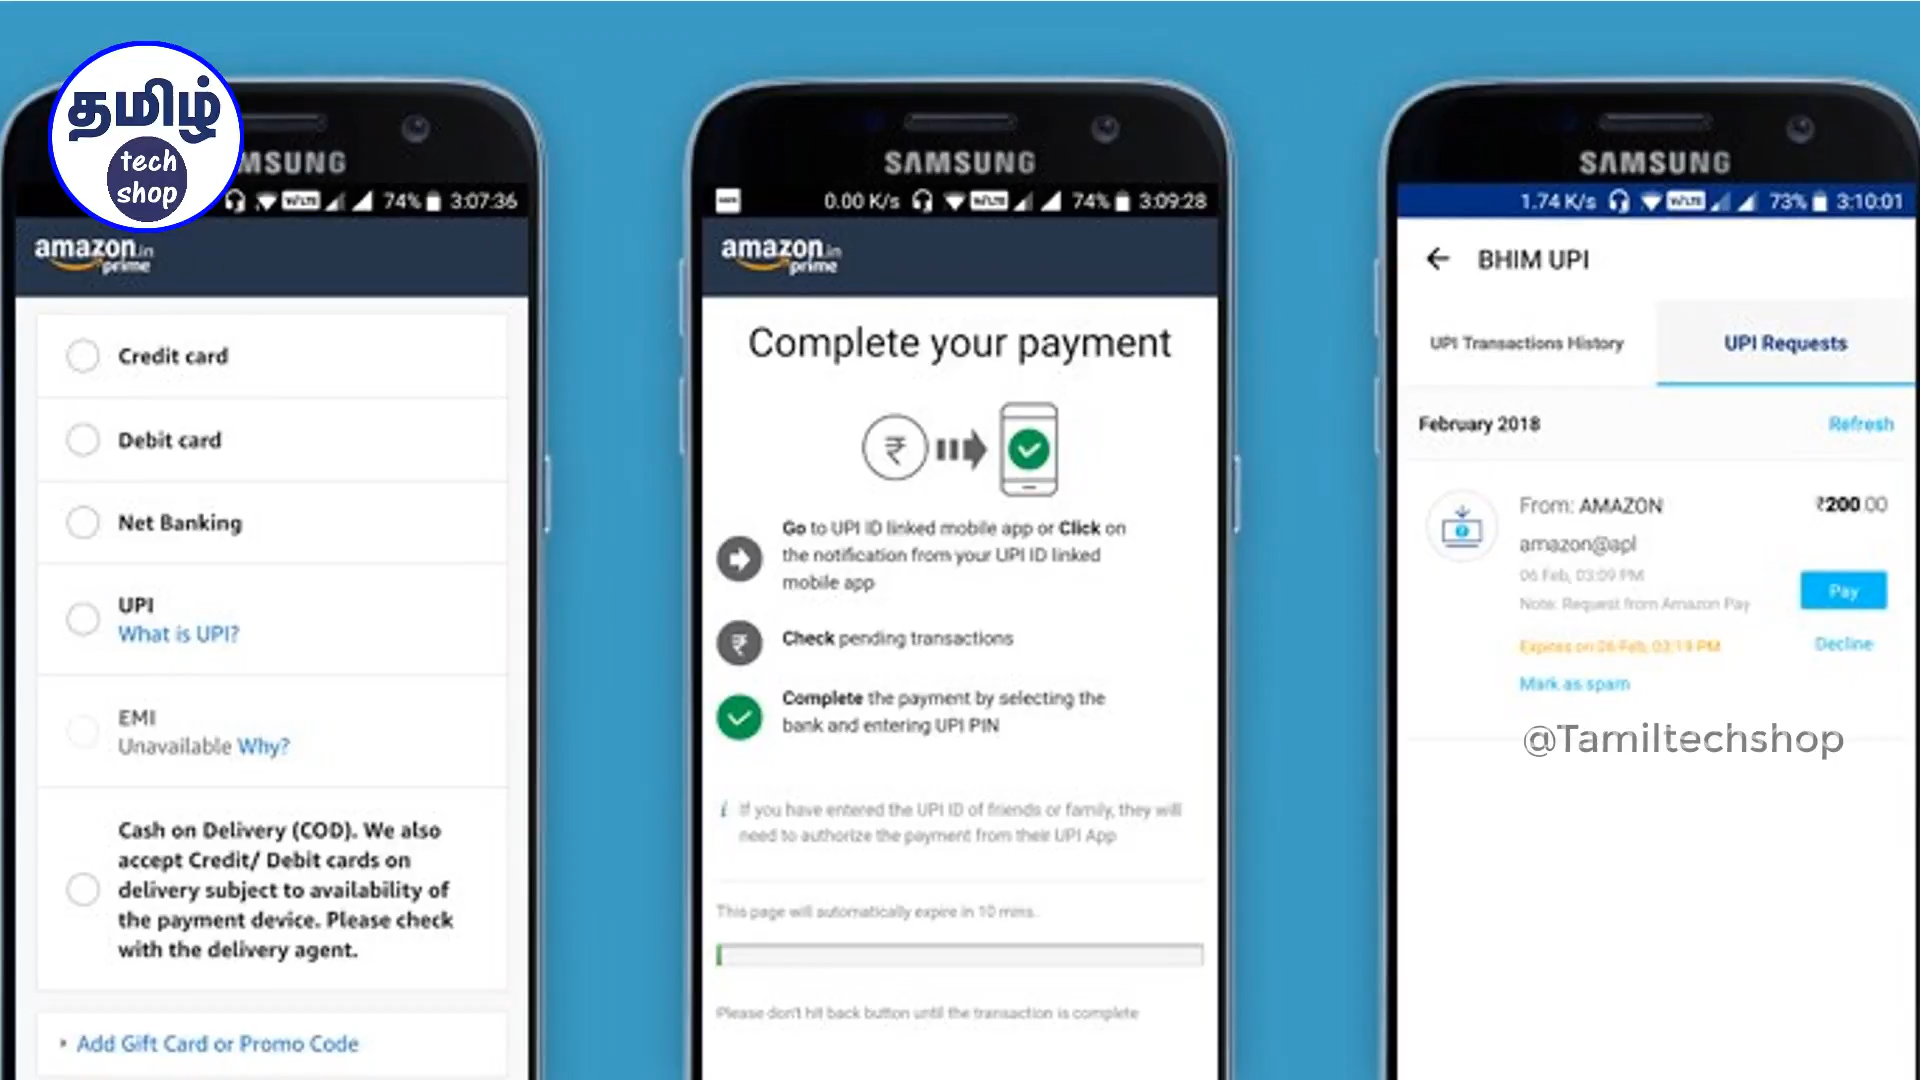 தமிழ்
tech
shop
SAMSUNG
74% 3:07:36
amazon.in
prime
Credit card
Debit card
Net Banking
UPI
What is UPI?
EMI
Unavailable Why?
Cash on Delivery (COD). We also
accept Credit/ Debit cards on
delivery subject to availability of
the payment device. Please check
with the delivery agent.
Add Gift Card or Promo Code
SAMSUNG
0.00 K/s 74% 3:09:28
amazon.in
prime
Complete your payment
₹
Go to UPI ID linked mobile app or Click on
the notification from your UPI ID linked
mobile app
₹
Check pending transactions
Complete the payment by selecting the
bank and entering UPI PIN
i If you have entered the UPI ID of friends or family, they will
need to authorize the payment from their UPI App
This page will automatically expire in 10 mins.
Please don't hit back button until the transaction is complete
SAMSUNG
1.74 K/s 73% 3:10:01
BHIM UPI
UPI Transactions History UPI Requests
February 2018 Refresh
From: AMAZON ₹200.00
amazon@apl
06 Feb, 03:09 PM
Pay
Note: Request from Amazon Pay
Expires on 06 Feb, 03:19 PM
Decline
Mark as spam
@Tamiltechshop